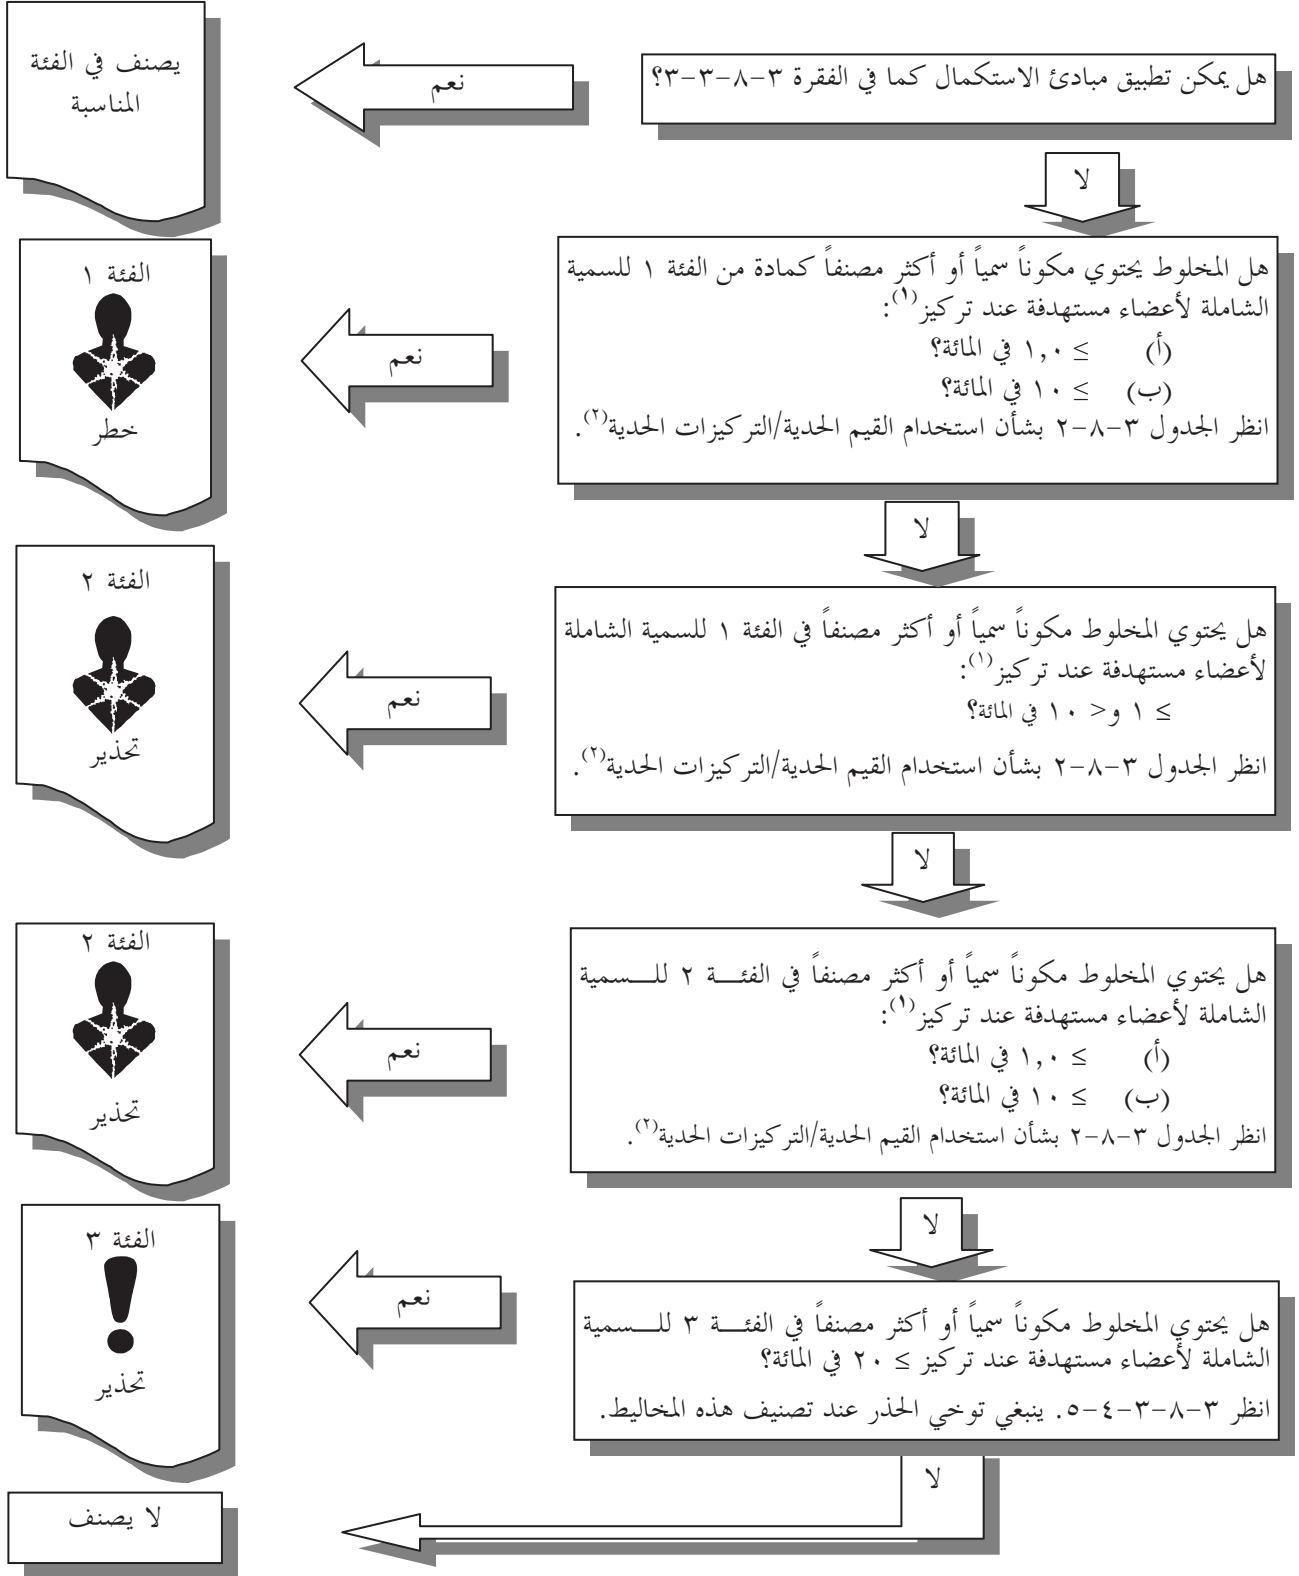 هل يمكن تطبيق مبادئ الاستكمال كما في الفقرة ٣-٨-٣-٣؟
نعم
يصنف في الفئة
المناسبة
لا
هل المخلوط يحتوي مكوناً سمياً أو أكثر مصنفاً كمادة من الفئة ١ للسمية
الشاملة لأعضاء مستهدفة عند تركيز(١):
(أ) ≥ ١,٠ في المائة؟
(ب) ≥ ١٠ في المائة؟
انظر الجدول ٣-٨-٢ بشأن استخدام القيم الحدية/التركيزات الحدية(٢).
نعم
الفئة ١
خطر
لا
هل يحتوي المخلوط مكوناً سمياً أو أكثر مصنفاً في الفئة ١ للسمية الشاملة
لأعضاء مستهدفة عند تركيز(١):
≥ ١ و< ١٠ في المائة؟
انظر الجدول ٣-٨-٢ بشأن استخدام القيم الحدية/التركيزات الحدية(٢).
نعم
الفئة ٢
تحذير
لا
هل يحتوي المخلوط مكوناً سمياً أو أكثر مصنفاً في الفئـــة ٢ للـــسمية
الشاملة لأعضاء مستهدفة عند تركيز(١):
(أ) ≥ ١,٠ في المائة؟
(ب) ≥ ١٠ في المائة؟
انظر الجدول ٣-٨-٢ بشأن استخدام القيم الحدية/التركيزات الحدية(٢).
نعم
الفئة ٢
تحذير
لا
هل يحتوي المخلوط مكوناً سمياً أو أكثر مصنفاً في الفئـــة ٣ للـــسمية
الشاملة لأعضاء مستهدفة عند تركيز ≥ ٢٠ في المائة؟
انظر ٣-٨-٣-٤-٥. ينبغي توخي الحذر عند تصنيف هذه المخاليط.
نعم
الفئة ٣
تحذير
لا
لا يصنف